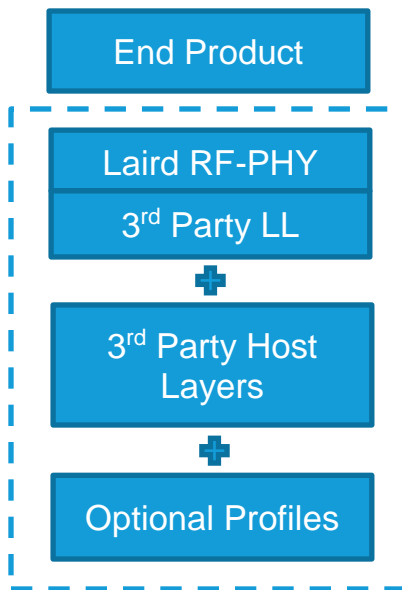 End Product
Laird RF-PHY
3rd Party LL
3rd Party Host
Layers
Optional Profiles